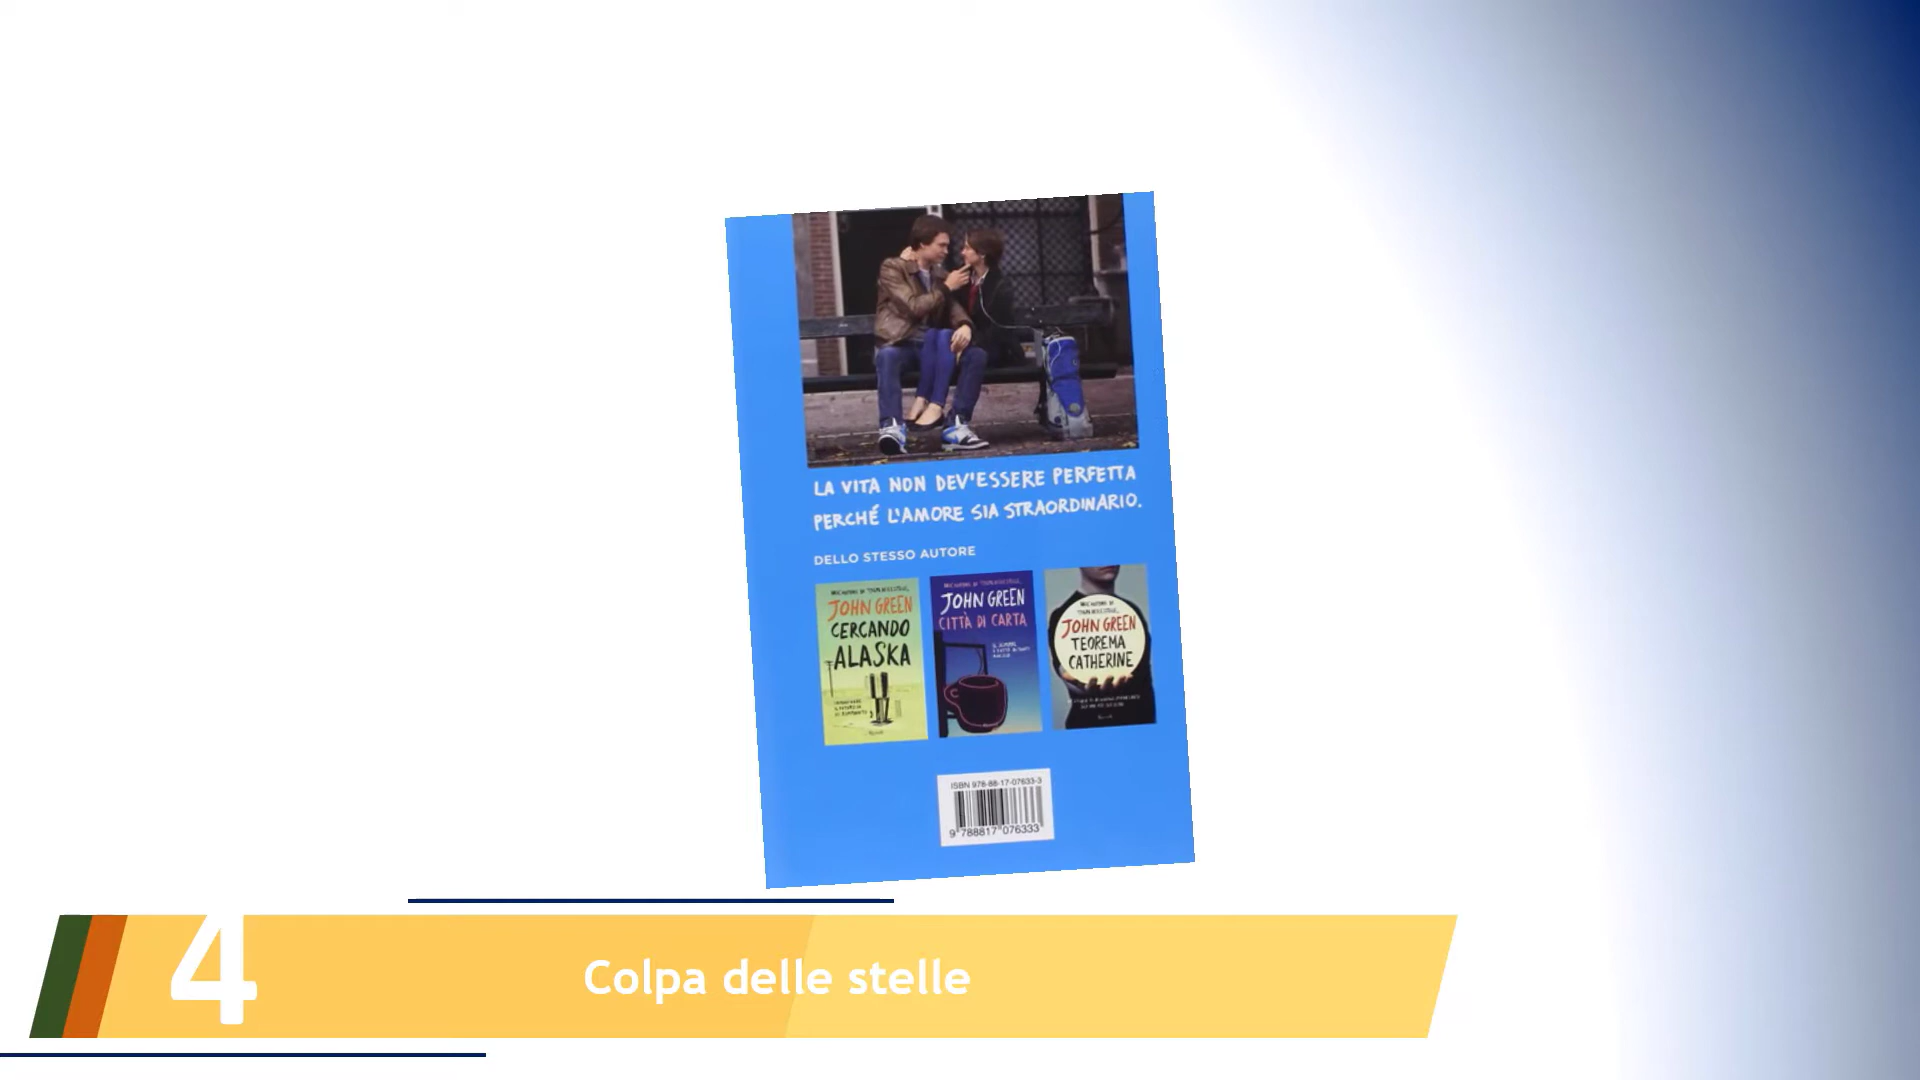 LA VITA NON DEV'ESSERE PERFETTA
PERCHÉ L'AMORE SIA STRAORDINARIO.
DELLO STESSO AUTORE
JOHN GREEN
CERCANDO
ALASKA
JOHN GREEN
CITTÀ DI CARTA
JOHN GREEN
TEOREMA
CATHERINE
ISBN 978-88-17-07633-3
9 788817 076333
4
Colpa delle stelle